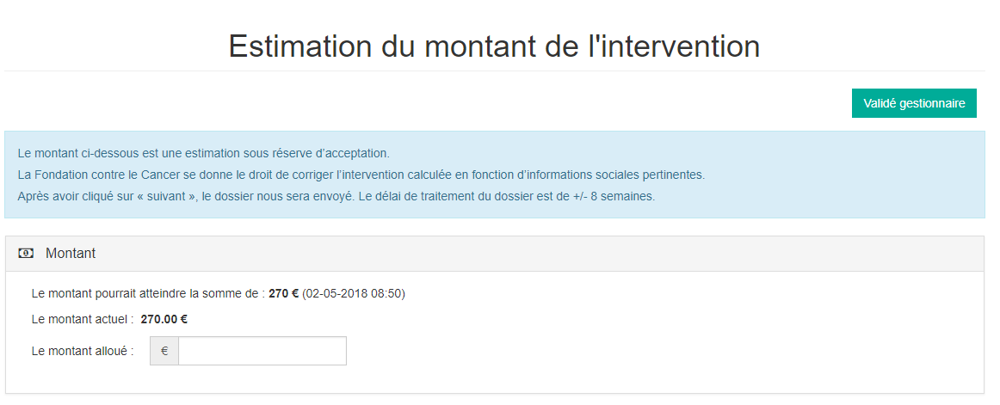 Estimation du montant de l'intervention
Validé gestionnaire
Le montant ci-dessous est une estimation sous réserve d’acceptation.
La Fondation contre le Cancer se donne le droit de corriger l’intervention calculée en fonction d’informations sociales pertinentes.
Après avoir cliqué sur « suivant », le dossier nous sera envoyé. Le délai de traitement du dossier est de +/- 8 semaines.
Montant
Le montant pourrait atteindre la somme de : 270 € (02-05-2018 08:50)
Le montant actuel : 270.00 €
Le montant alloué : €